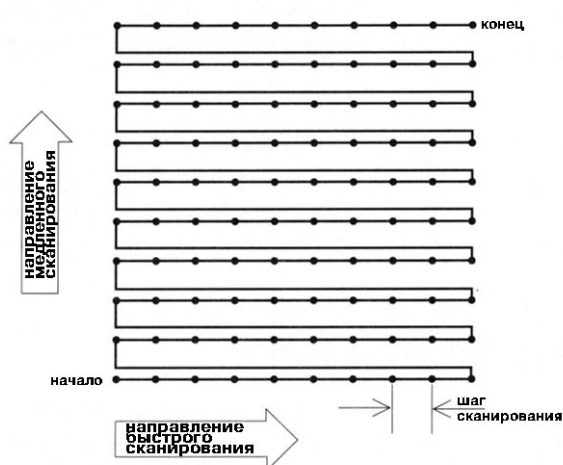 конец
направление
медленного
сканирования
начало
шаг
сканирования
направление
быстрого
сканирования